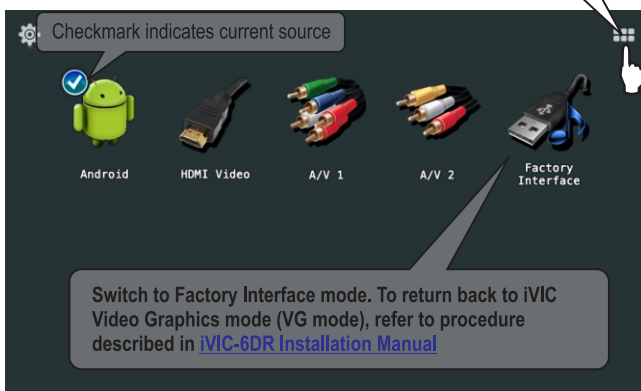 Checkmark indicates current source
Android
HDMI Video
A/V 1
A/V 2
Factory
Interface
Switch to Factory Interface mode. To return back to iVIC
Video Graphics mode (VG mode), refer to procedure
described in iVIC-6DR Installation Manual